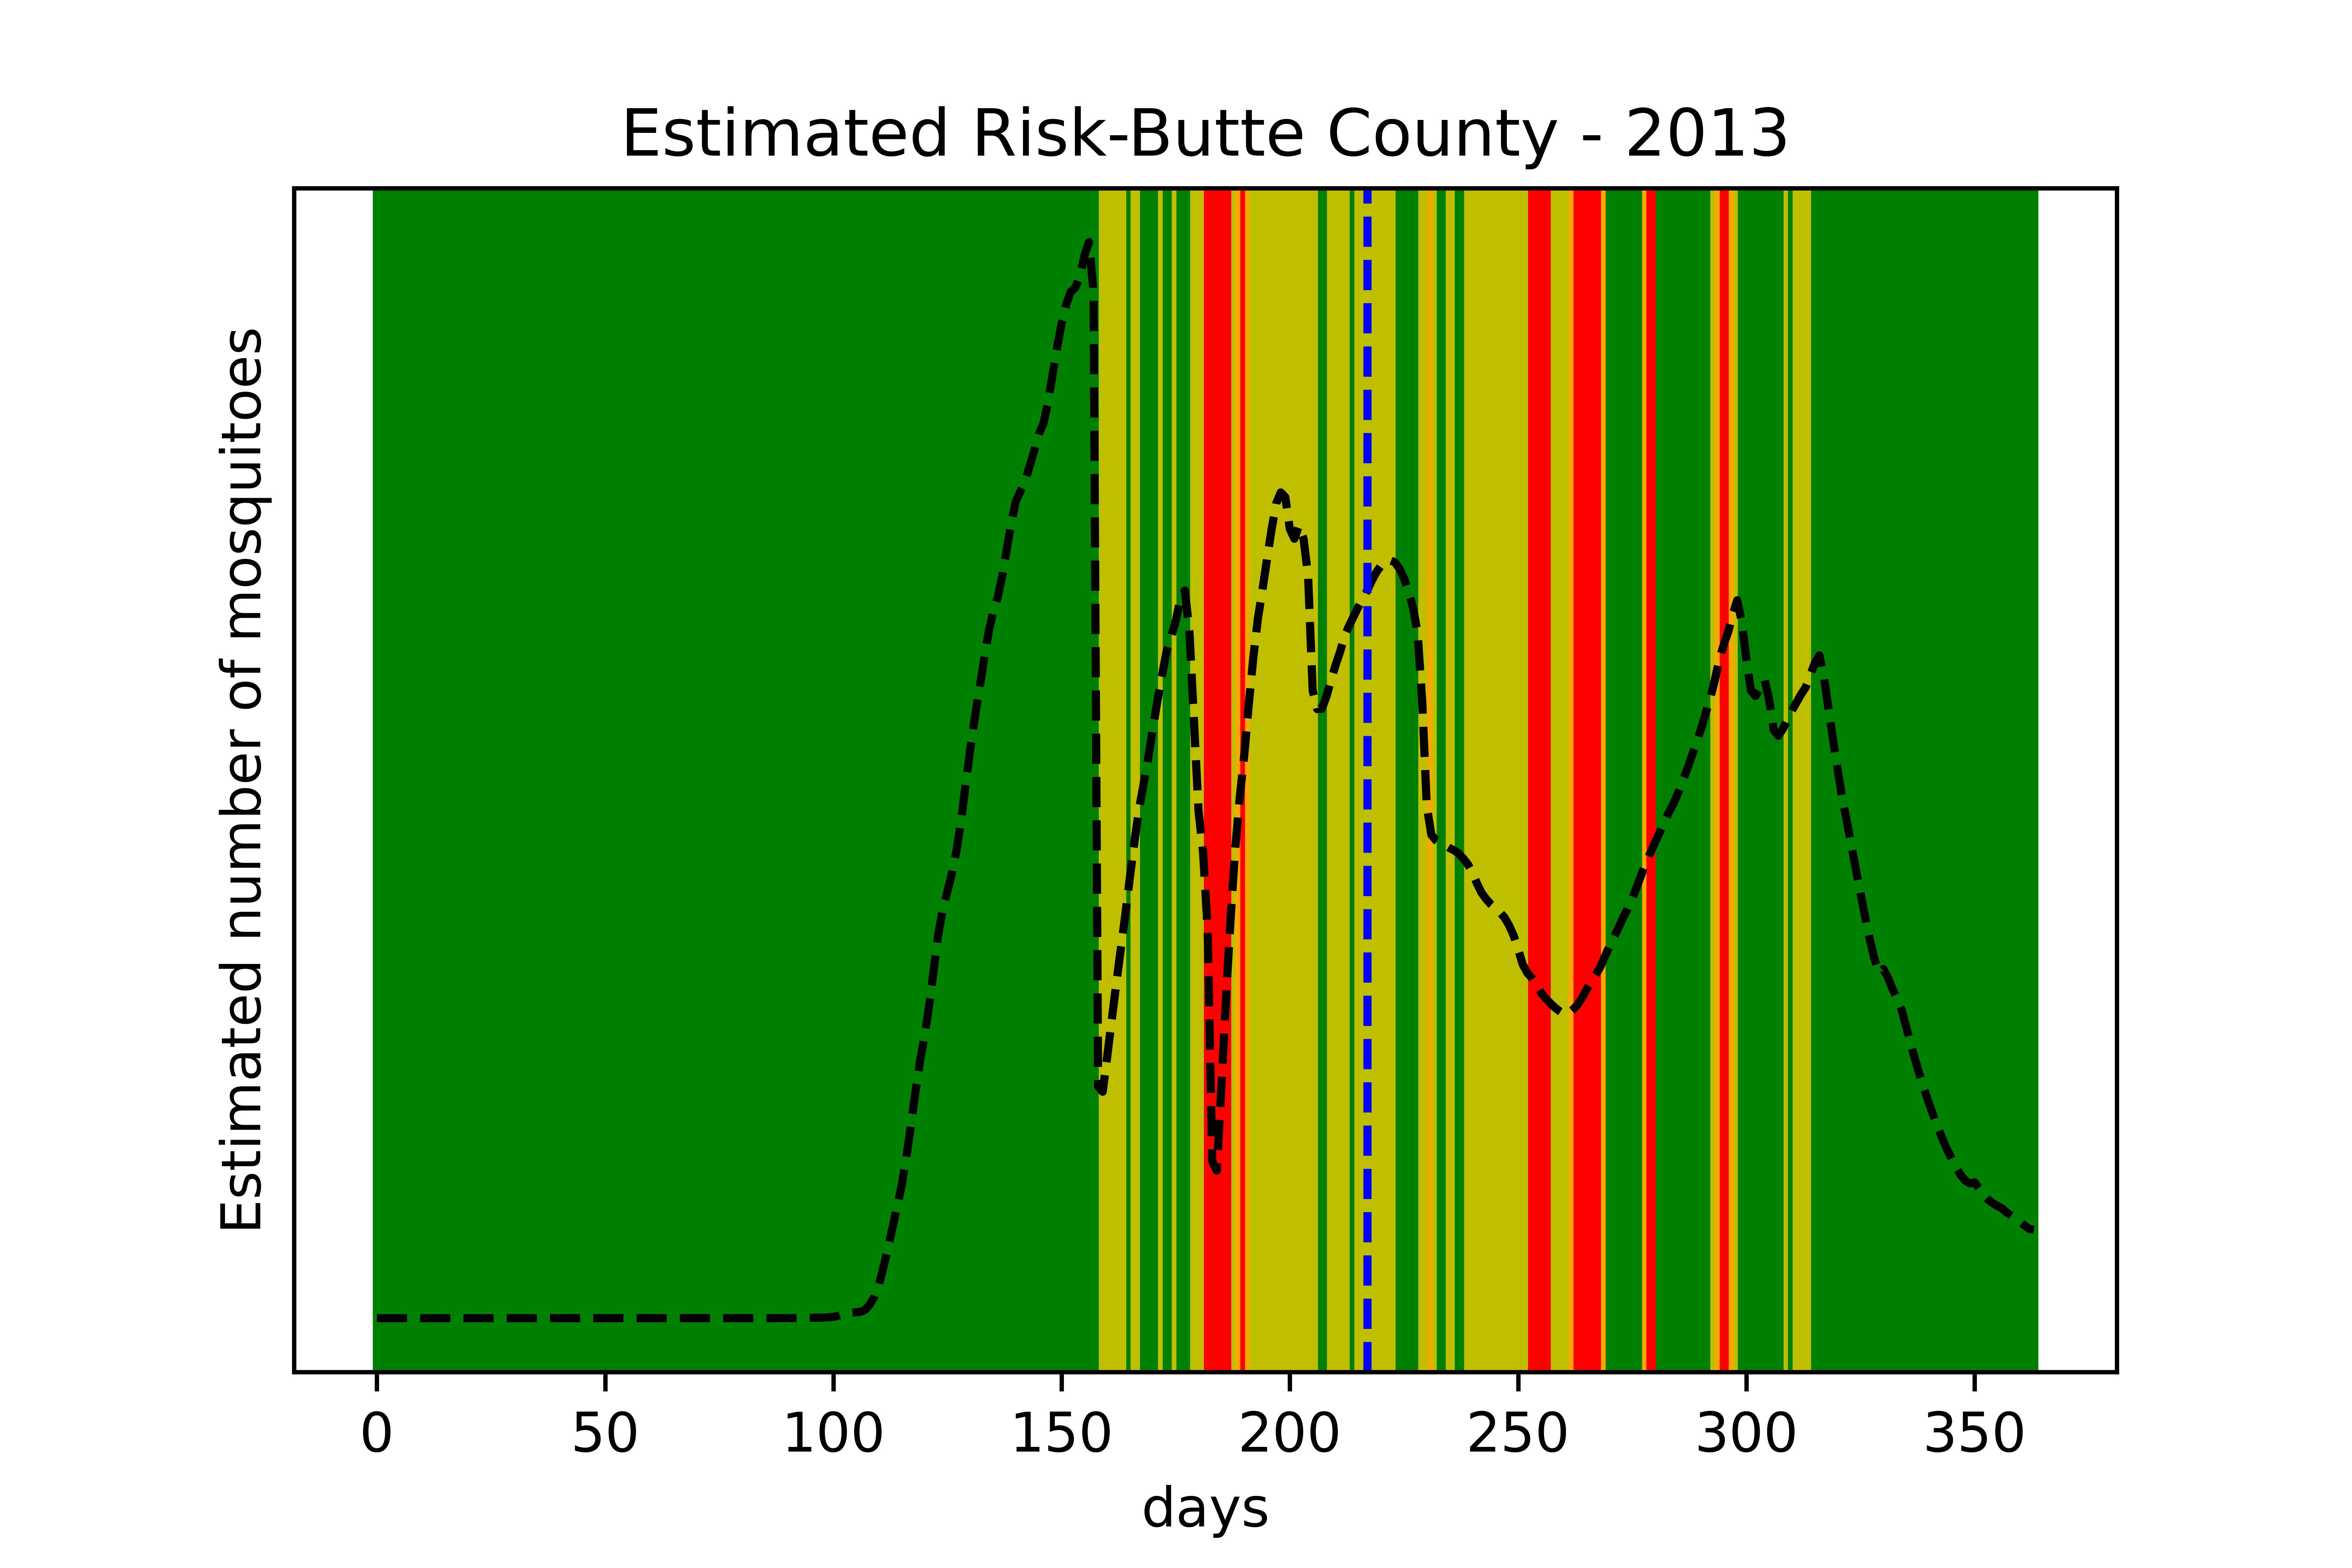 Estimated Risk-Butte County - 2013
Estimated number of mosquitoes
0 50 100 150 200 250 300 350
days